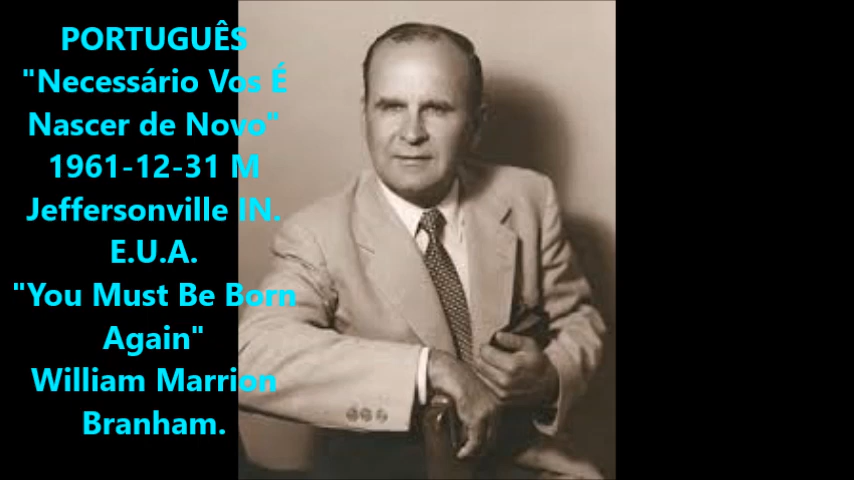 PORTUGUÊS
"Necessário Vos É
Nascer de Novo"
1961-12-31 M
Jeffersonville IN.
E.U.A.
"You Must Be Born
Again"
William Marrion
Branham.